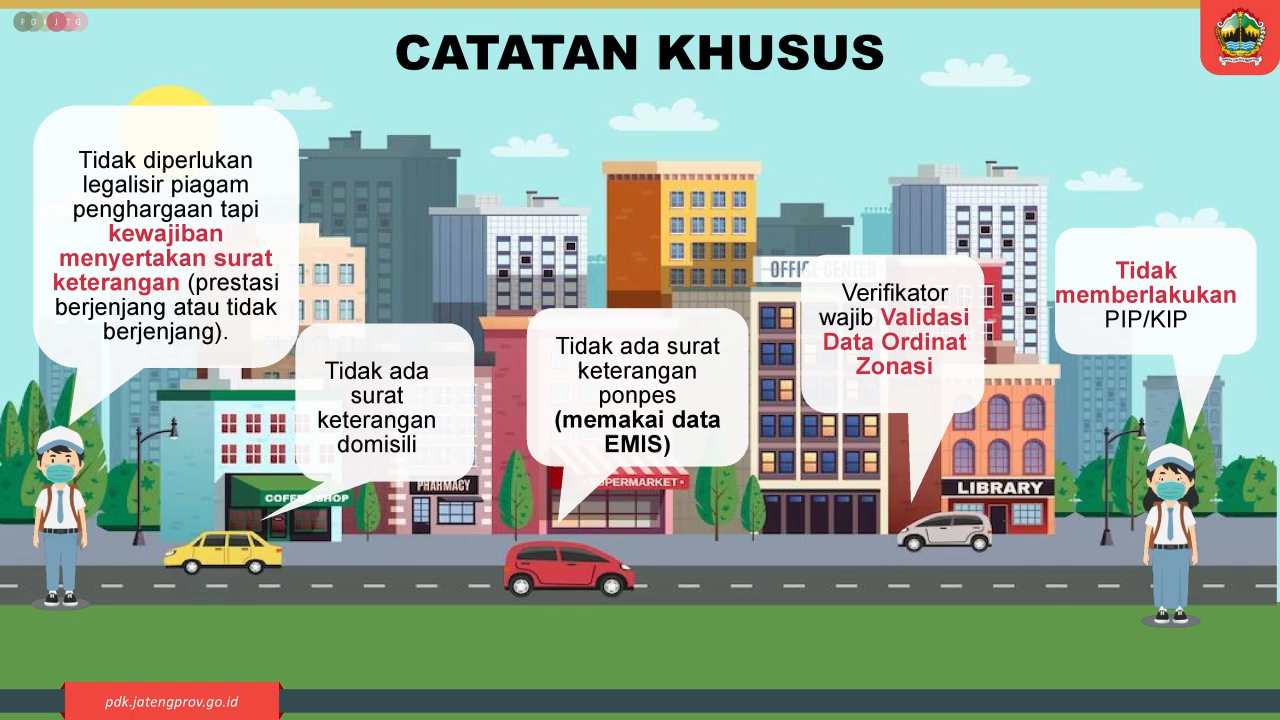 PDKJTG
CATATAN KHUSUS
Tidak diperlukan
legalisir piagam
penghargaan tapi
kewajiban
menyertakan surat
keterangan (prestasi
berjenjang atau tidak
berjenjang).
Tidak ada
surat
keterangan
domisili
Tidak ada surat
keterangan
ponpes
(memakai data
EMIS)
Verifikator
wajib Validasi
Data Ordinat
Zonasi
Tidak
memberlakukan
PIP/KIP
OFFICE CENTER
COFFEE SHOP
PHARMACY
SUPERMARKET
LIBRARY
pdk.jatengprov.go.id